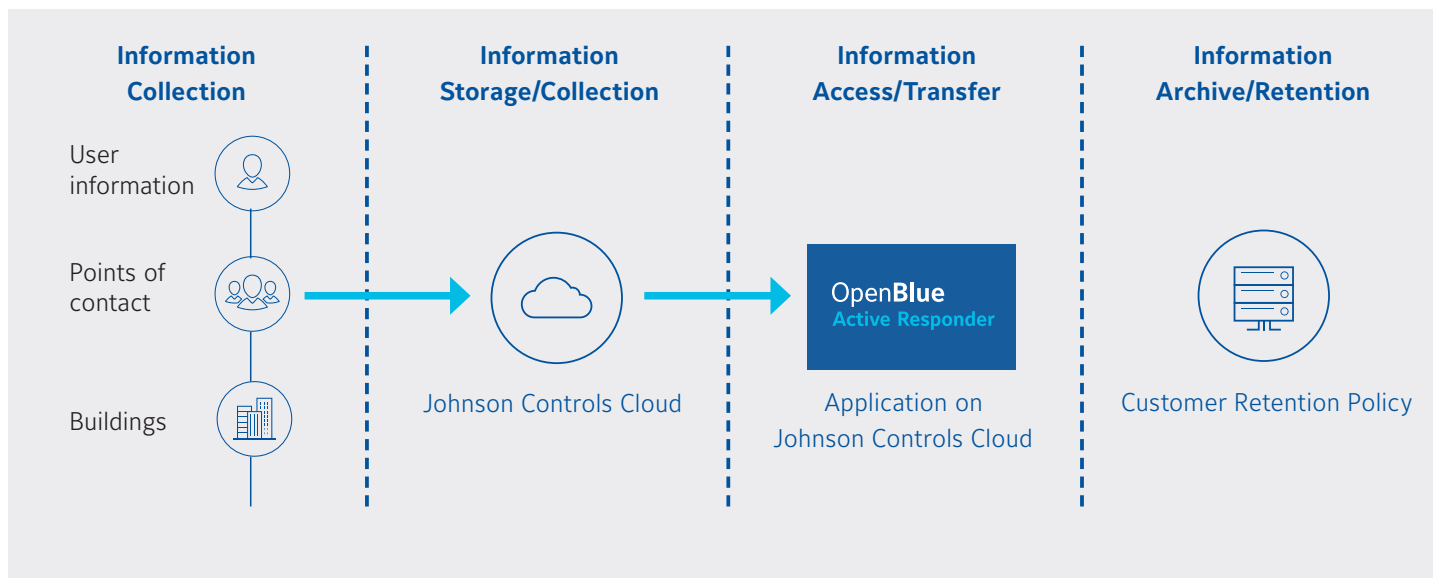 Information
Collection
User
information
Points of
contact
Buildings
Information
Storage/Collection
Johnson Controls Cloud
Information
Access/Transfer
OpenBlue
Active Responder
Application on
Johnson Controls Cloud
Information
Archive/Retention
Customer Retention Policy